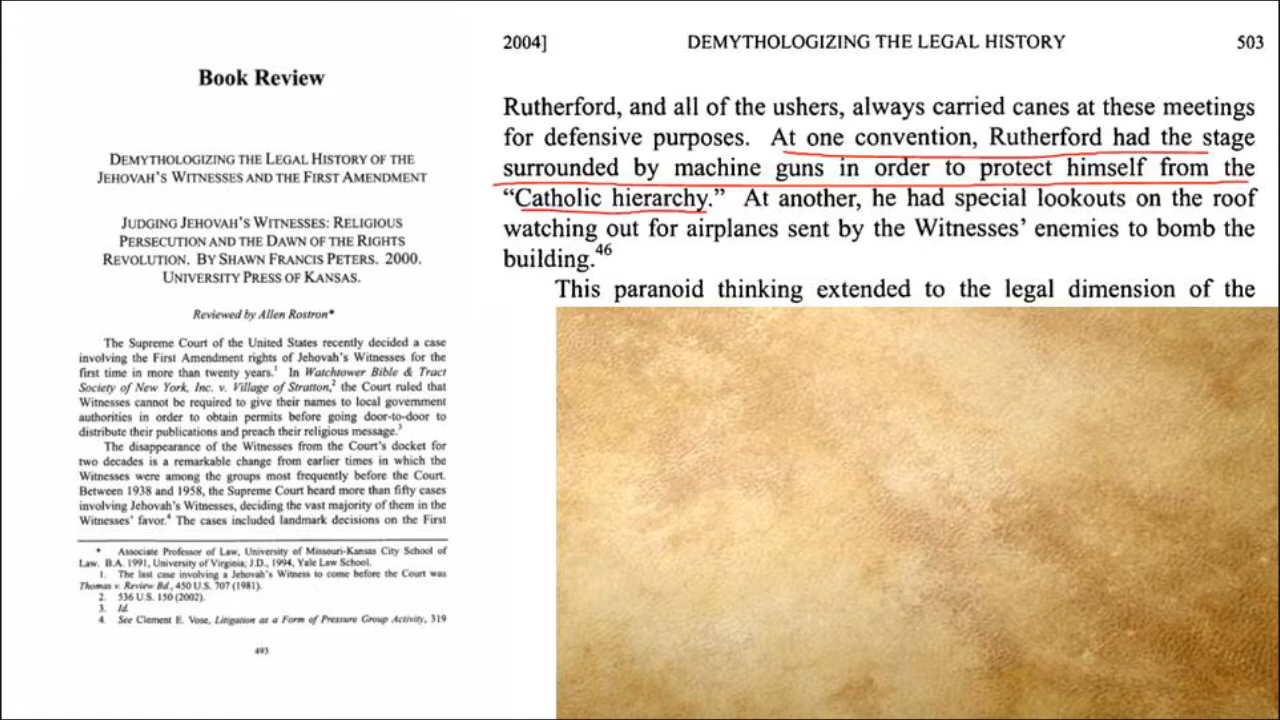 Book Review
DEMYTHOLOGIZING THE LEGAL HISTORY OF THE
JEHOVAH'S WITNESSES AND THE FIRST AMENDMENT
JUDGING JEHOVAH'S WITNESSES: RELIGIOUS
PERSECUTION AND THE DAWN OF THE RIGHTS
REVOLUTION. BY SHAWN FRANCIS PETERS. 2000.
UNIVERSITY PRESS OF KANSAS.
Reviewed by Allen Rostron*
The Supreme Court of the United States recently decided a case
involving the First Amendment rights of Jehovah's Witnesses for the
first time in more than twenty years.1 In Watchtower Bible & Tract
Society of New York, Inc. v. Village of Stratton,2 the Court ruled that
Witnesses cannot be required to give their names to local government
authorities in order to obtain permits before going door-to-door to
distribute their publications and preach their religious message.3
The disappearance of the Witnesses from the Court's docket for
two decades is a remarkable change from earlier times in which the
Witnesses were among the groups most frequently before the Court.
Between 1938 and 1958, the Supreme Court heard more than fifty cases
involving Jehovah's Witnesses, deciding the vast majority of them in the
Witnesses' favor.4 The cases included landmark decisions on the First
* Associate Professor of Law, University of Missouri-Kansas City School of
Law. B.A. 1991, University of Virginia; J.D., 1994, Yale Law School.
1. The last case involving a Jehovah's Witness to come before the Court was
Thomas v. Review Bd., 450 U.S. 707 (1981).
2. 536 U.S. 150 (2002).
3. Id.
4. See Clement E. Vose, Litigation as a Form of Pressure Group Activity, 319
493
2004] DEMYTHOLOGIZING THE LEGAL HISTORY 503
Rutherford, and all of the ushers, always carried canes at these meetings
for defensive purposes. At one convention, Rutherford had the stage
surrounded by machine guns in order to protect himself from the
“Catholic hierarchy.” At another, he had special lookouts on the roof
watching out for airplanes sent by the Witnesses’ enemies to bomb the
building.46
This paranoid thinking extended to the legal dimension of the